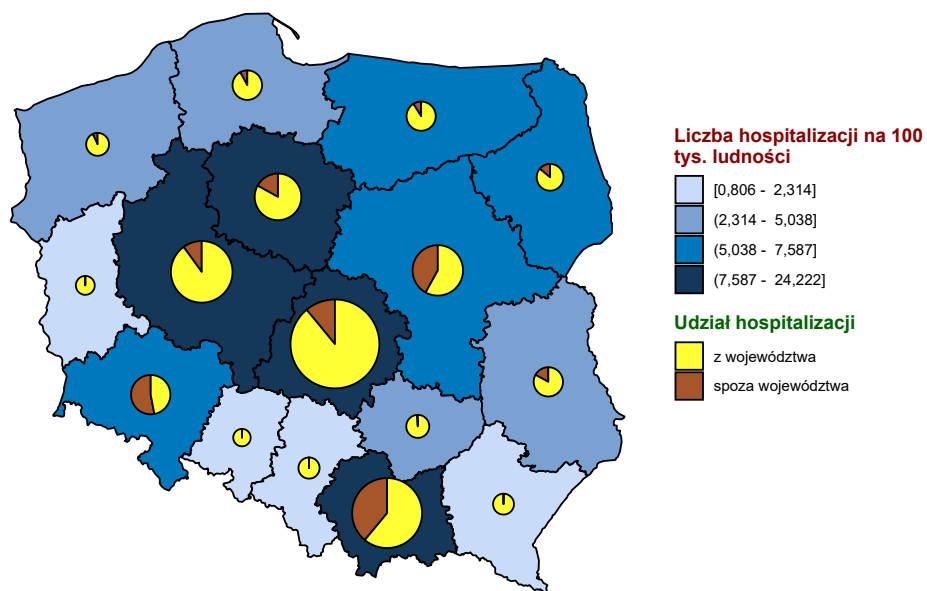 Liczba hospitalizacji na 100
tys. ludności
[0,806 - 2,314]
(2,314 - 5,038]
(5,038 - 7,587]
(7,587 - 24,222]
Udział hospitalizacji
z województwa
spoza województwa